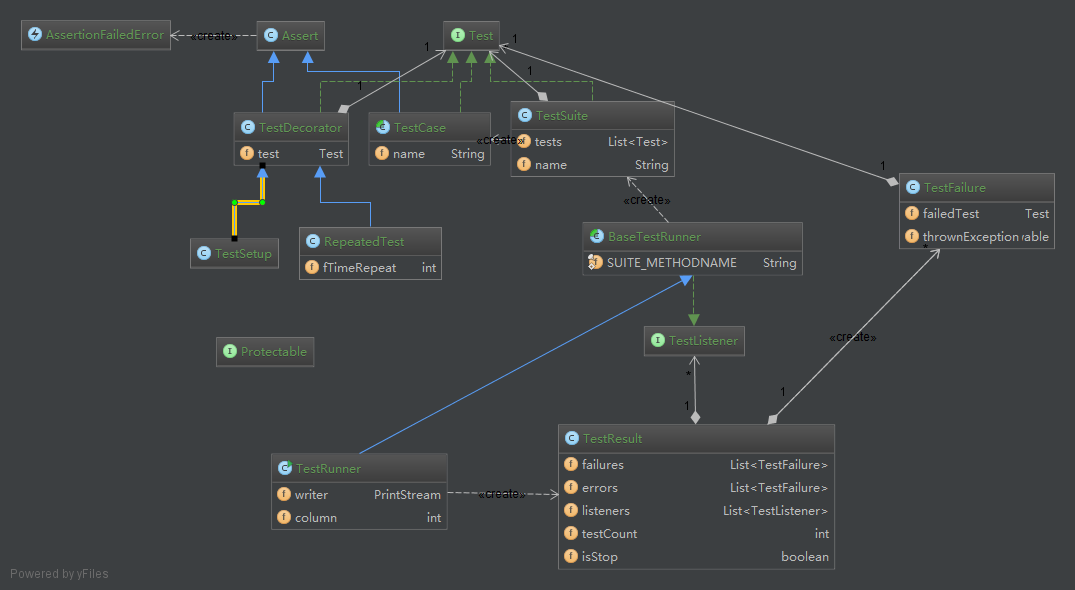 AssertionFailedError
«create»
Assert
Test
1
1
1
1
TestDecorator
test Test
TestCase
name String
«create»
TestSuite
tests List<Test>
name String
1
TestFailure
failedTest Test
thrownException rable
*
«create»
TestSetup
RepeatedTest
fTimeRepeat int
BaseTestRunner
SUITE_METHODNAME String
Protectable
TestListener
«create»
*
1
1
TestResult
failures List<TestFailure>
errors List<TestFailure>
listeners List<TestListener>
testCount int
isStop boolean
TestRunner
writer PrintStream
column int
«create»
Powered by yFiles